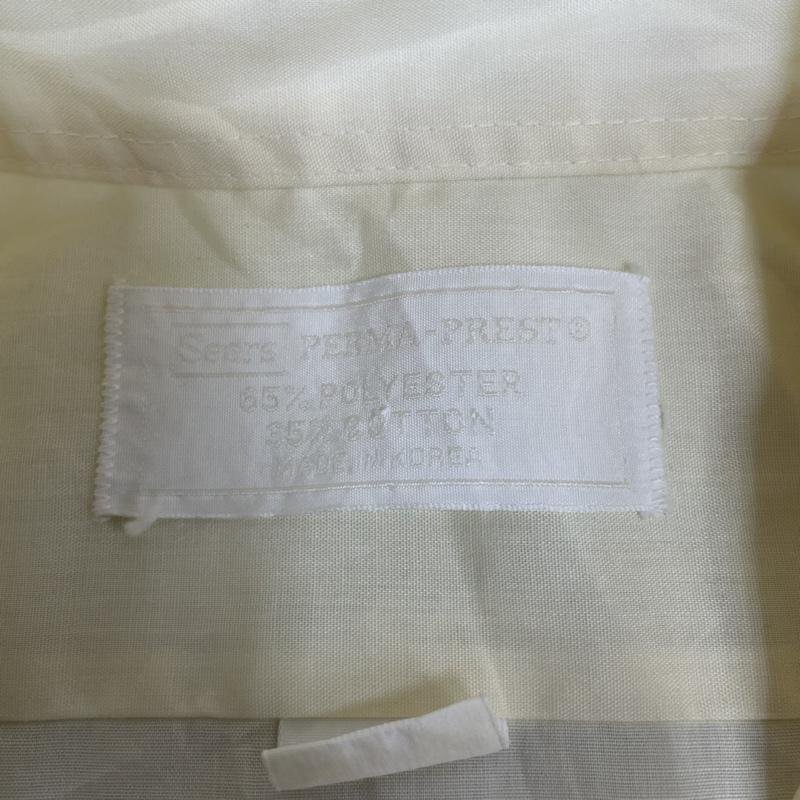 Sears PERMA-PREST®
65% POLYESTER
35% COTTON
MADE IN KOREA